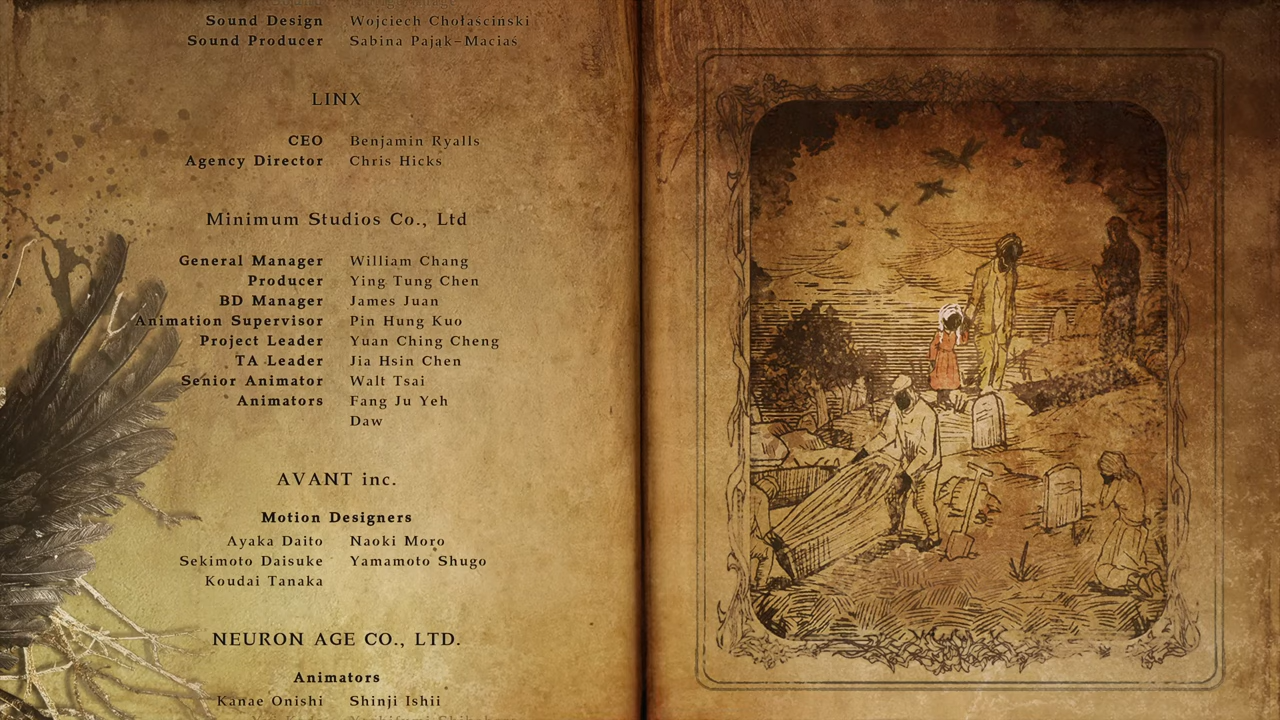 Sound Design Wojciech Chołaściński
Sound Producer Sabina Pająk-Macias
LINX
CEO Benjamin Ryalls
Agency Director Chris Hicks
Minimum Studios Co., Ltd
General Manager William Chang
Producer Ying Tung Chen
BD Manager James Juan
Animation Supervisor Pin Hung Kuo
Project Leader Yuan Ching Cheng
TA Leader Jia Hsin Chen
Senior Animator Walt Tsai
Animators Fang Ju Yeh
Daw
AVANT inc.
Motion Designers
Ayaka Daito Naoki Moro
Sekimoto Daisuke Yamamoto Shugo
Koudai Tanaka
NEURON AGE CO., LTD.
Animators
Kanae Onishi Shinji Ishii